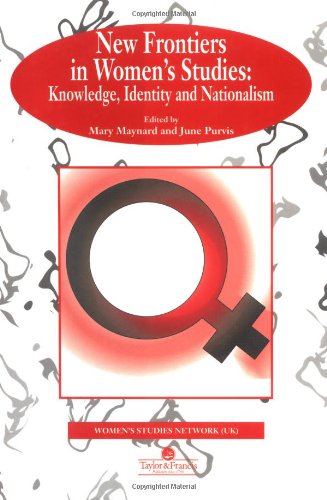 New Frontiers
in Women's Studies:
Knowledge, Identity and Nationalism
Edited by
Mary Maynard and June Purvis
WOMEN'S STUDIES NETWORK (UK)
Taylor & Francis